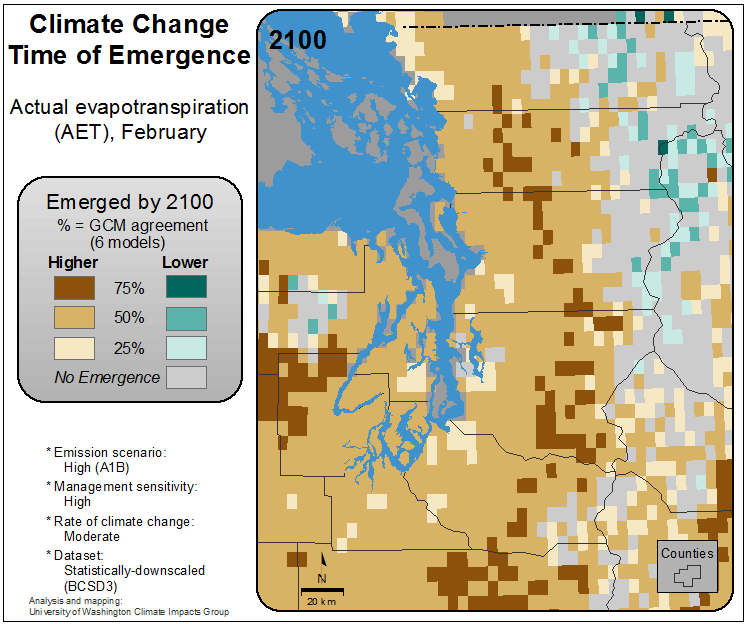 Climate Change
Time of Emergence
Actual evapotranspiration
(AET), February
Emerged by 2100
% = GCM agreement
(6 models)
Higher Lower
75%
50%
25%
No Emergence
* Emission scenario:
High (A1B)
* Management sensitivity:
High
* Rate of climate change:
Moderate
* Dataset:
Statistically-downscaled
(BCSD3)
Analysis and mapping:
University of Washington Climate Impacts Group
2100
N
20 km
Counties